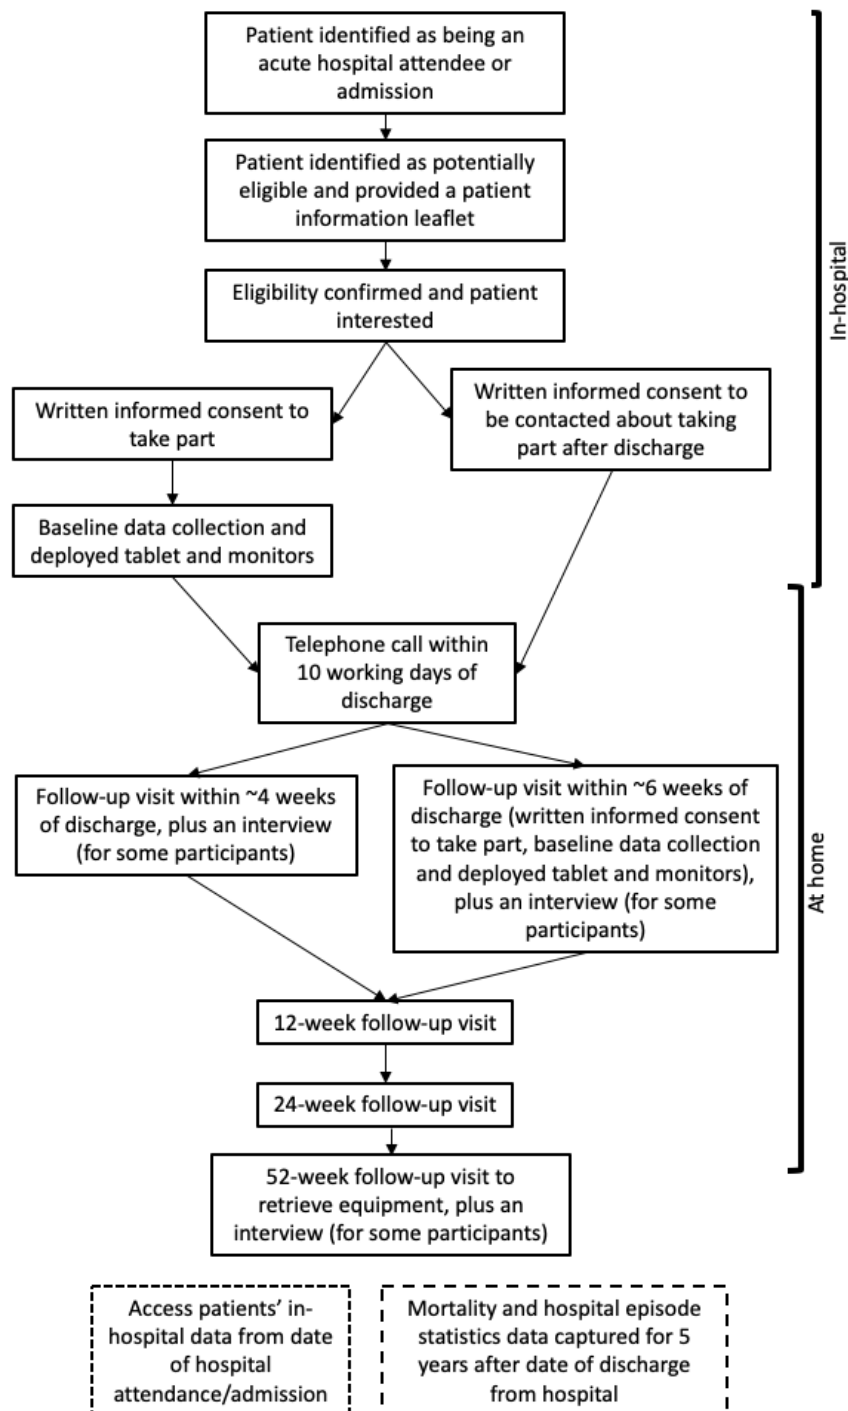 Patient identified as being an
acute hospital attendee or
admission
Patient identified as potentially
eligible and provided a patient
information leaflet
Eligibility confirmed and patient
interested
Written informed consent to
take part
Written informed consent to
be contacted about taking
part after discharge
Baseline data collection and
deployed tablet and monitors
In-hospital
Telephone call within
10 working days of
discharge
Follow-up visit within ~4 weeks
of discharge, plus an interview
(for some participants)
Follow-up visit within ~6 weeks of
discharge (written informed consent
to take part, baseline data collection
and deployed tablet and monitors),
plus an interview (for some
participants)
At home
12-week follow-up visit
24-week follow-up visit
52-week follow-up visit to
retrieve equipment, plus an
interview (for some participants)
Access patients’ in-
hospital data from date
of hospital
attendance/admission
Mortality and hospital episode
statistics data captured for 5
years after date of discharge
from hospital